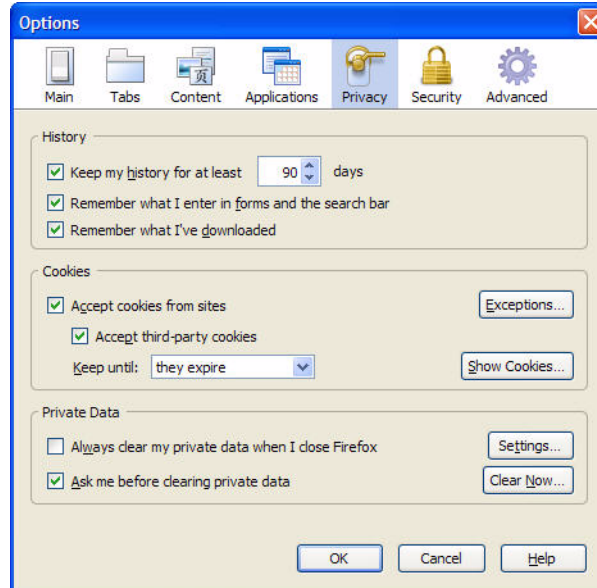 Options
Main Tabs Content Applications Privacy Security Advanced
History
Keep my history for at least 90 days
Remember what I enter in forms and the search bar
Remember what I've downloaded
Cookies
Accept cookies from sites Exceptions...
Accept third-party cookies
Keep until: they expire Show Cookies...
Private Data
Always clear my private data when I close Firefox Settings...
Ask me before clearing private data Clear Now...
OK Cancel Help